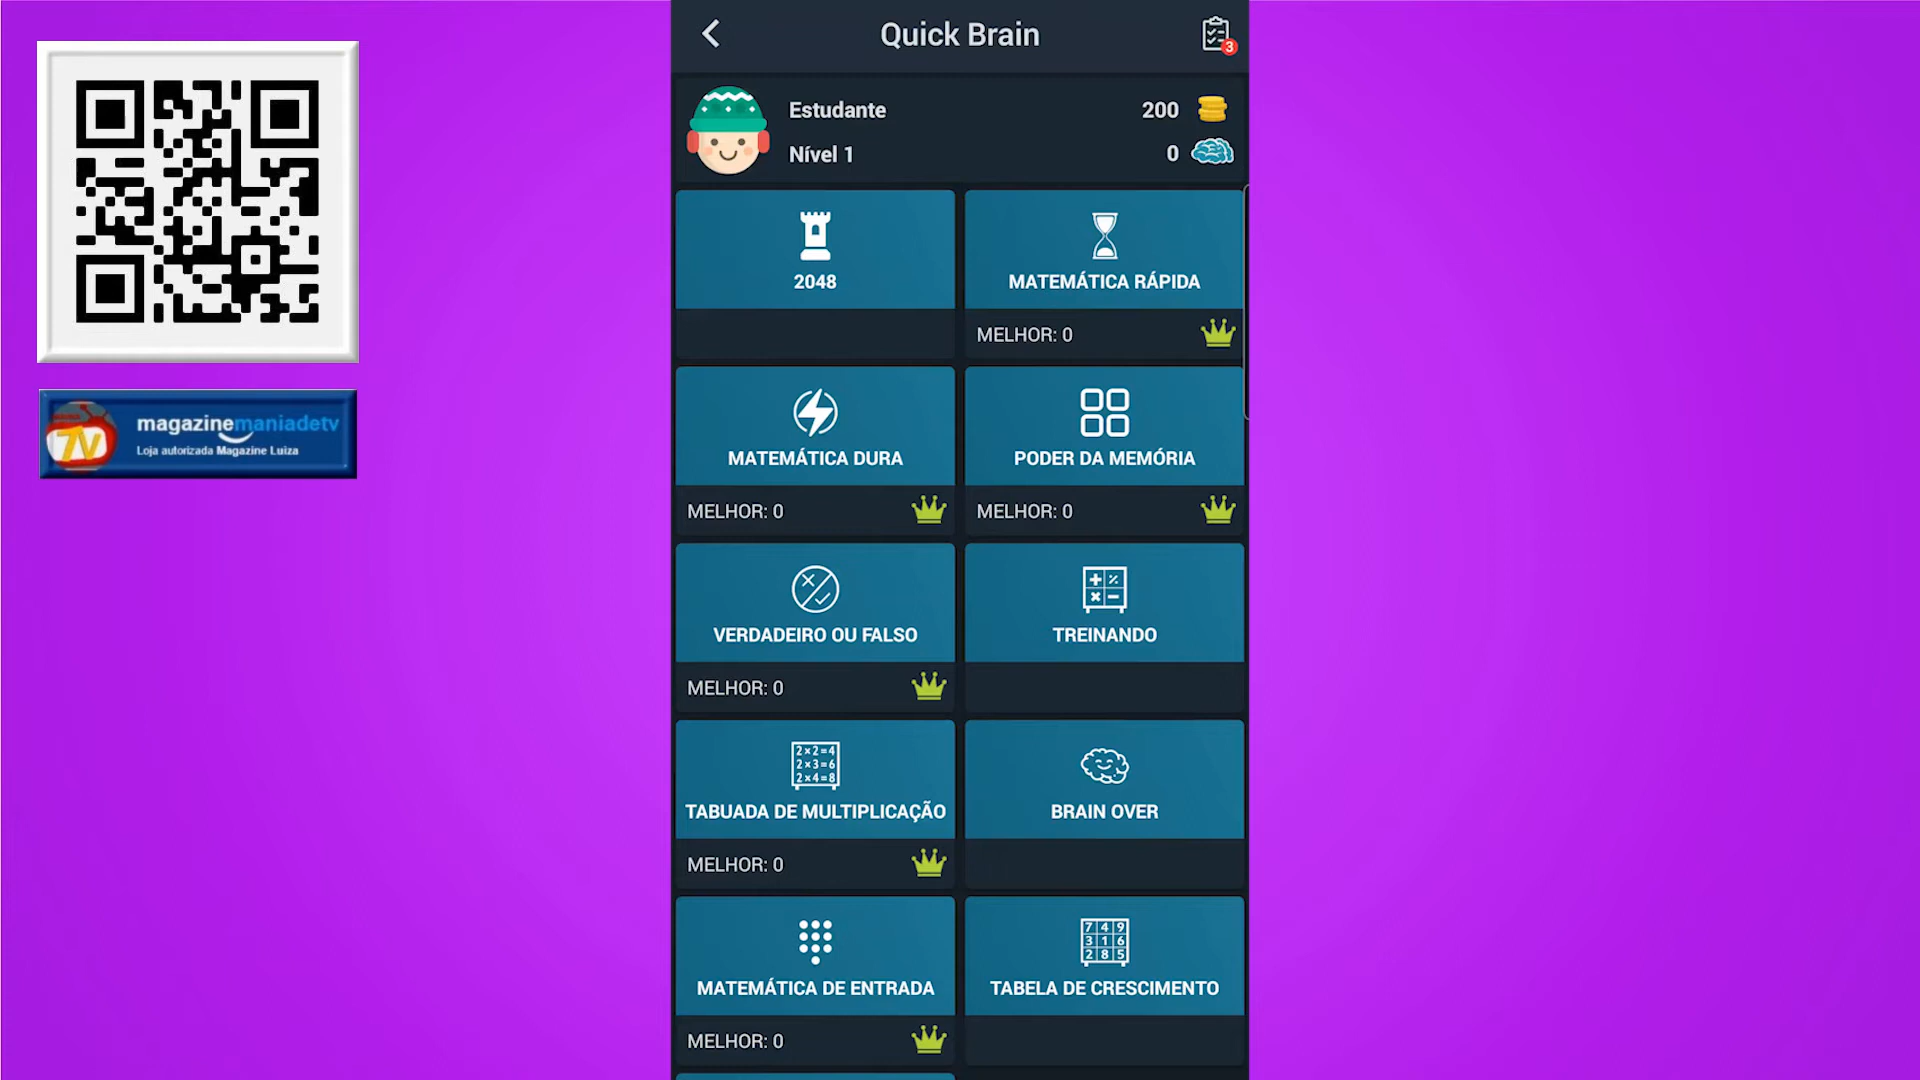 Quick Brain
3
Estudante
200
Nível 1
0
2048
MATEMÁTICA RÁPIDA
MELHOR: 0
MATEMÁTICA DURA
PODER DA MEMÓRIA
MELHOR: 0
MELHOR: 0
VERDADEIRO OU FALSO
TREINANDO
MELHOR: 0
2×2=4
2×3=6
2×4=8
TABUADA DE MULTIPLICAÇÃO
BRAIN OVER
MELHOR: 0
MATEMÁTICA DE ENTRADA
7 4 9
3 1 6
2 8 5
TABELA DE CRESCIMENTO
MELHOR: 0
TV
magazinemaniadetv
Loja autorizada Magazine Luiza